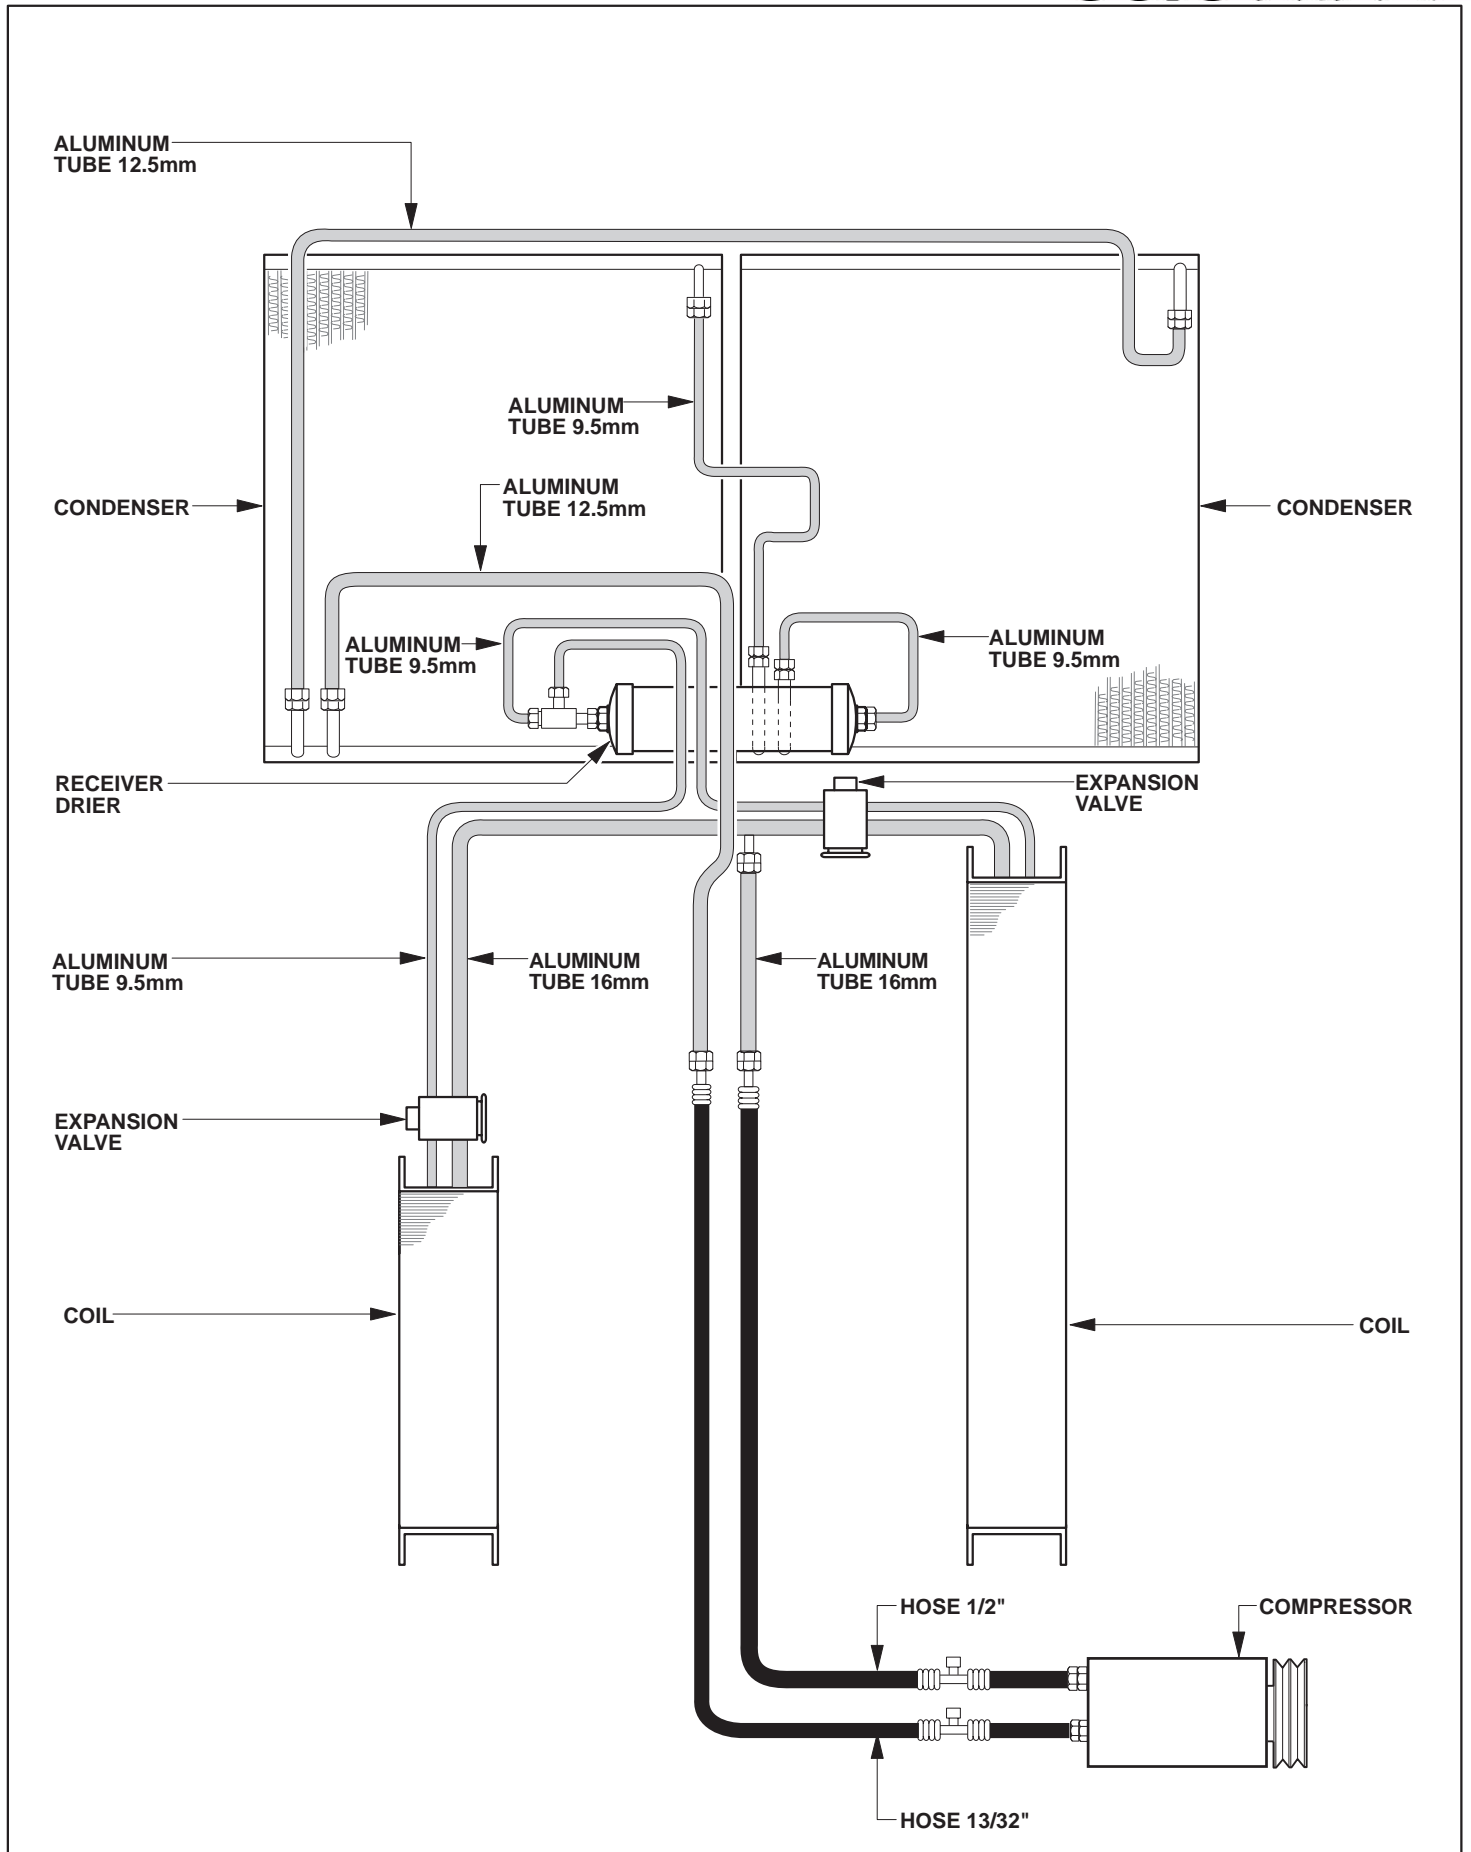 ALUMINUM
TUBE 12.5mm
ALUMINUM
TUBE 9.5mm
ALUMINUM
TUBE 12.5mm
CONDENSER
CONDENSER
ALUMINUM
TUBE 9.5mm
ALUMINUM
TUBE 9.5mm
RECEIVER
DRIER
EXPANSION
VALVE
ALUMINUM
TUBE 9.5mm
ALUMINUM
TUBE 16mm
ALUMINUM
TUBE 16mm
EXPANSION
VALVE
COIL
COIL
HOSE 1/2"
COMPRESSOR
HOSE 13/32"